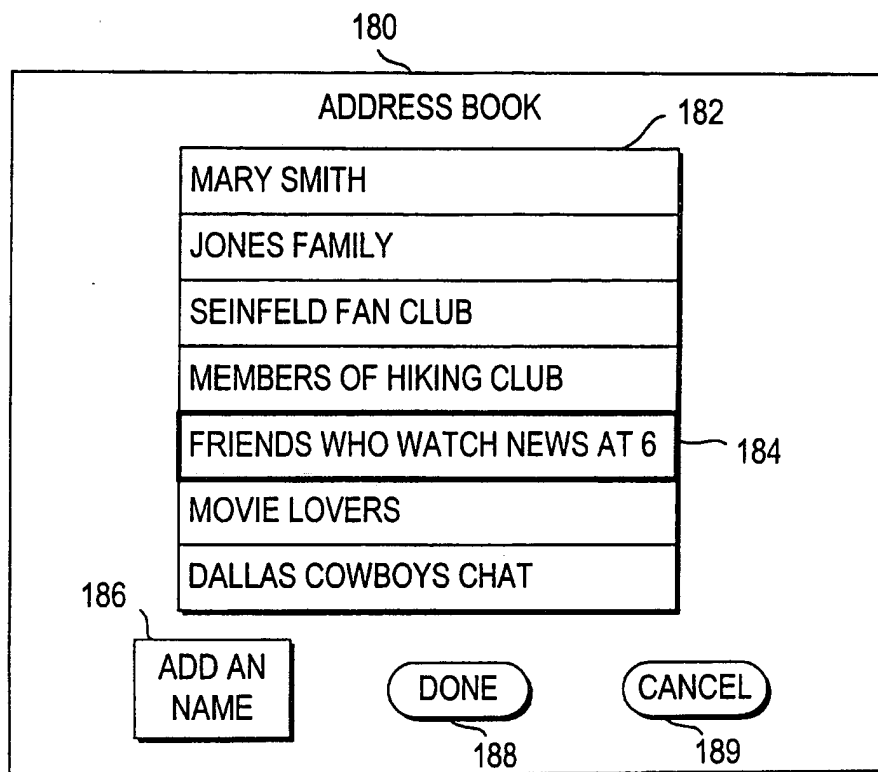 180
ADDRESS BOOK
182
MARY SMITH
JONES FAMILY
SEINFELD FAN CLUB
MEMBERS OF HIKING CLUB
FRIENDS WHO WATCH NEWS AT 6
184
MOVIE LOVERS
DALLAS COWBOYS CHAT
186
ADD AN
NAME
DONE
CANCEL
188
189